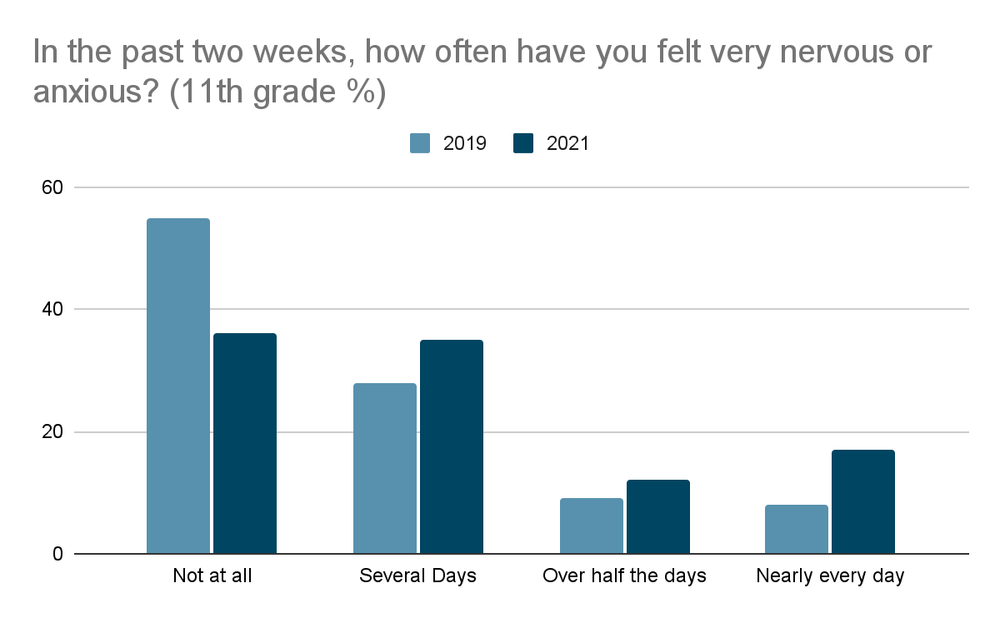 In the past two weeks, how often have you felt very nervous or
anxious? (11th grade %)
2019 2021
60
40
20
0
Not at all Several Days Over half the days Nearly every day